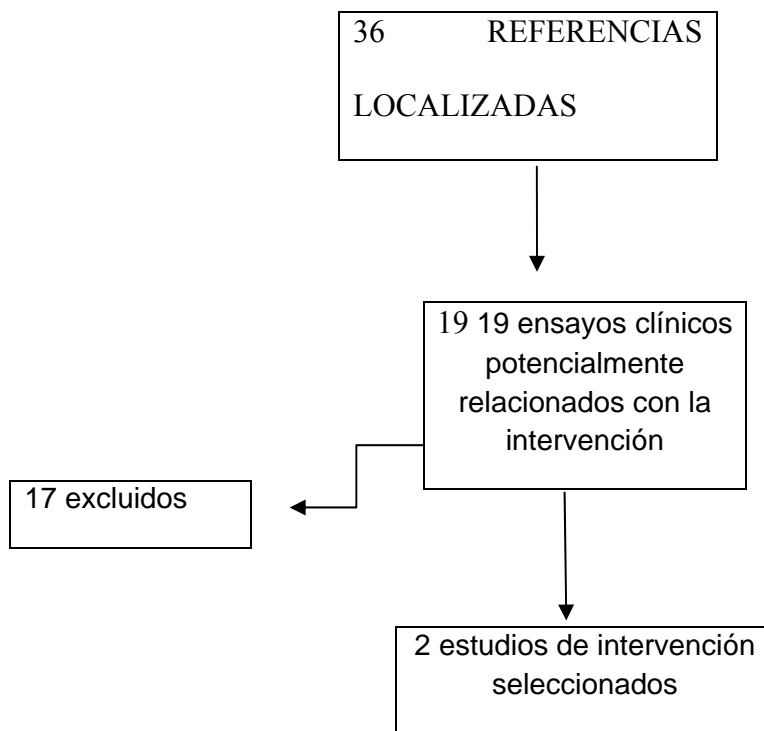 36 REFERENCIAS
LOCALIZADAS
19 19 ensayos clínicos
potencialmente
relacionados con la
intervención
17 excluidos
2 estudios de intervención
seleccionados